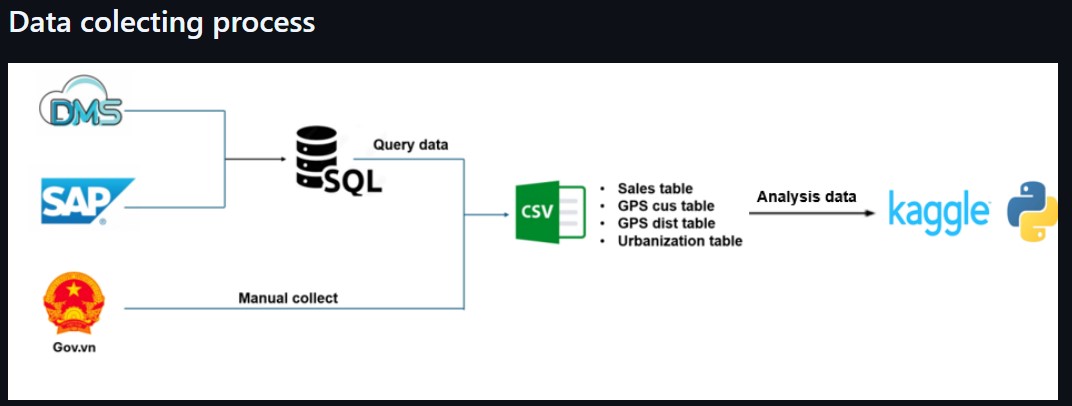 Data colecting process
DMS
SAP
SQL
Query data
Gov.vn
Manual collect
CSV
• Sales table
• GPS cus table
• GPS dist table
• Urbanization table
Analysis data
kaggle